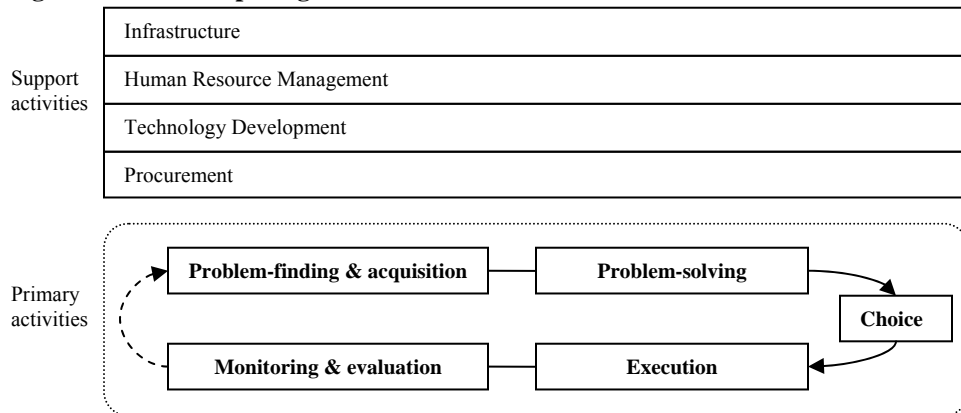 Infrastructure
Support
activities
Human Resource Management
Technology Development
Procurement
Primary
activities
Problem-finding & acquisition
Problem-solving
Choice
Monitoring & evaluation
Execution